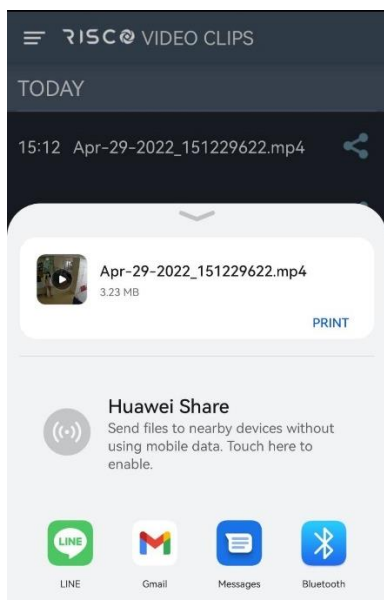 RISCO VIDEO CLIPS
TODAY
15:12 Apr-29-2022_151229622.mp4
Apr-29-2022_151229622.mp4
3.23 MB
PRINT
Huawei Share
Send files to nearby devices without
using mobile data. Touch here to
enable.
LINE
LINE Gmail Messages Bluetooth